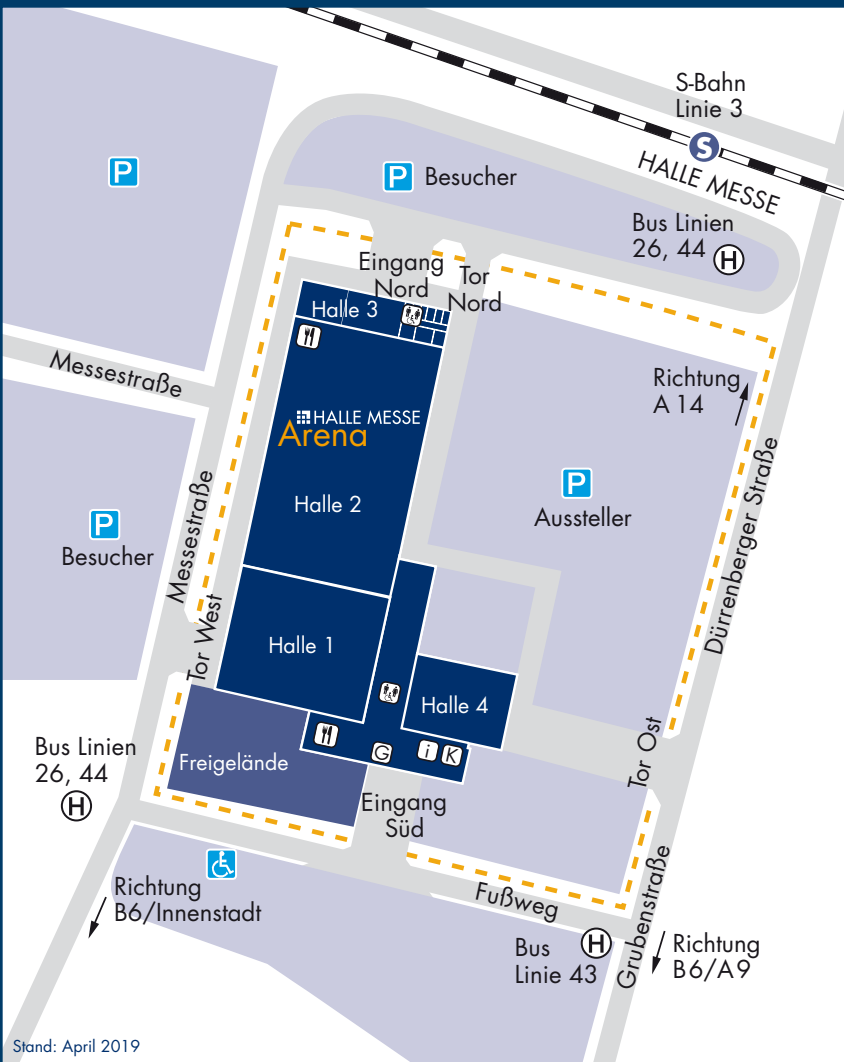 S-Bahn
Linie 3
S
HALLE MESSE
P
P Besucher
Bus Linien
26, 44 H
Eingang
Nord
Tor
Nord
Halle 3
Messestraße
Richtung
A 14
HALLE MESSE
Arena
P
Aussteller
Halle 2
P
Besucher
Messestraße
Dürrenberger Straße
Tor West
Halle 1
Halle 4
Bus Linien
26, 44
H
Freigelände
G
i K
Tor Ost
Eingang
Süd
Richtung
B6/Innenstadt
Fußweg
Grubenstraße
Bus
Linie 43
H
Richtung
B6/A9
Stand: April 2019